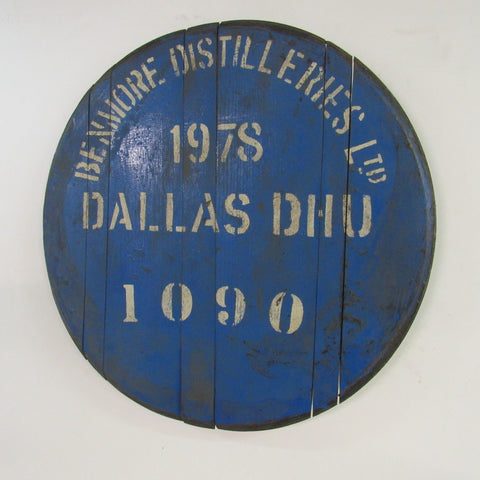 BENMORE DISTILLERIES LTD
1978
DALLAS DHU
1090